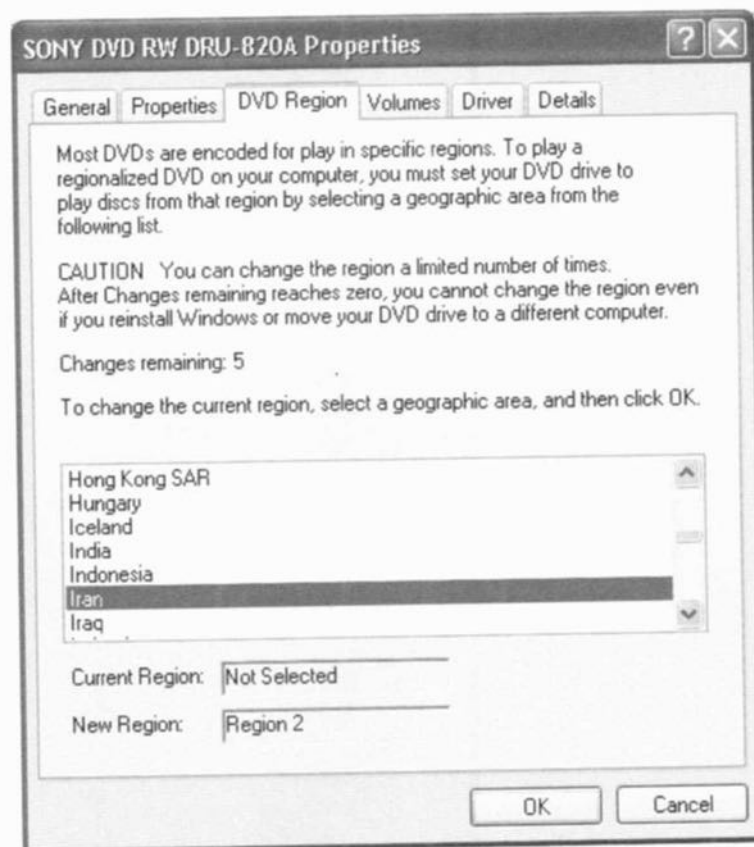 SONY DVD RW DRU-820A Properties
General Properties DVD Region Volumes Driver Details
Most DVDs are encoded for play in specific regions. To play a
regionalized DVD on your computer, you must set your DVD drive to
play discs from that region by selecting a geographic area from the
following list.
CAUTION You can change the region a limited number of times.
After Changes remaining reaches zero, you cannot change the region even
if you reinstall Windows or move your DVD drive to a different computer.
Changes remaining: 5
To change the current region, select a geographic area, and then click OK.
Hong Kong SAR
Hungary
Iceland
India
Indonesia
Iran
Iraq
Current Region: Not Selected
New Region: Region 2
OK Cancel